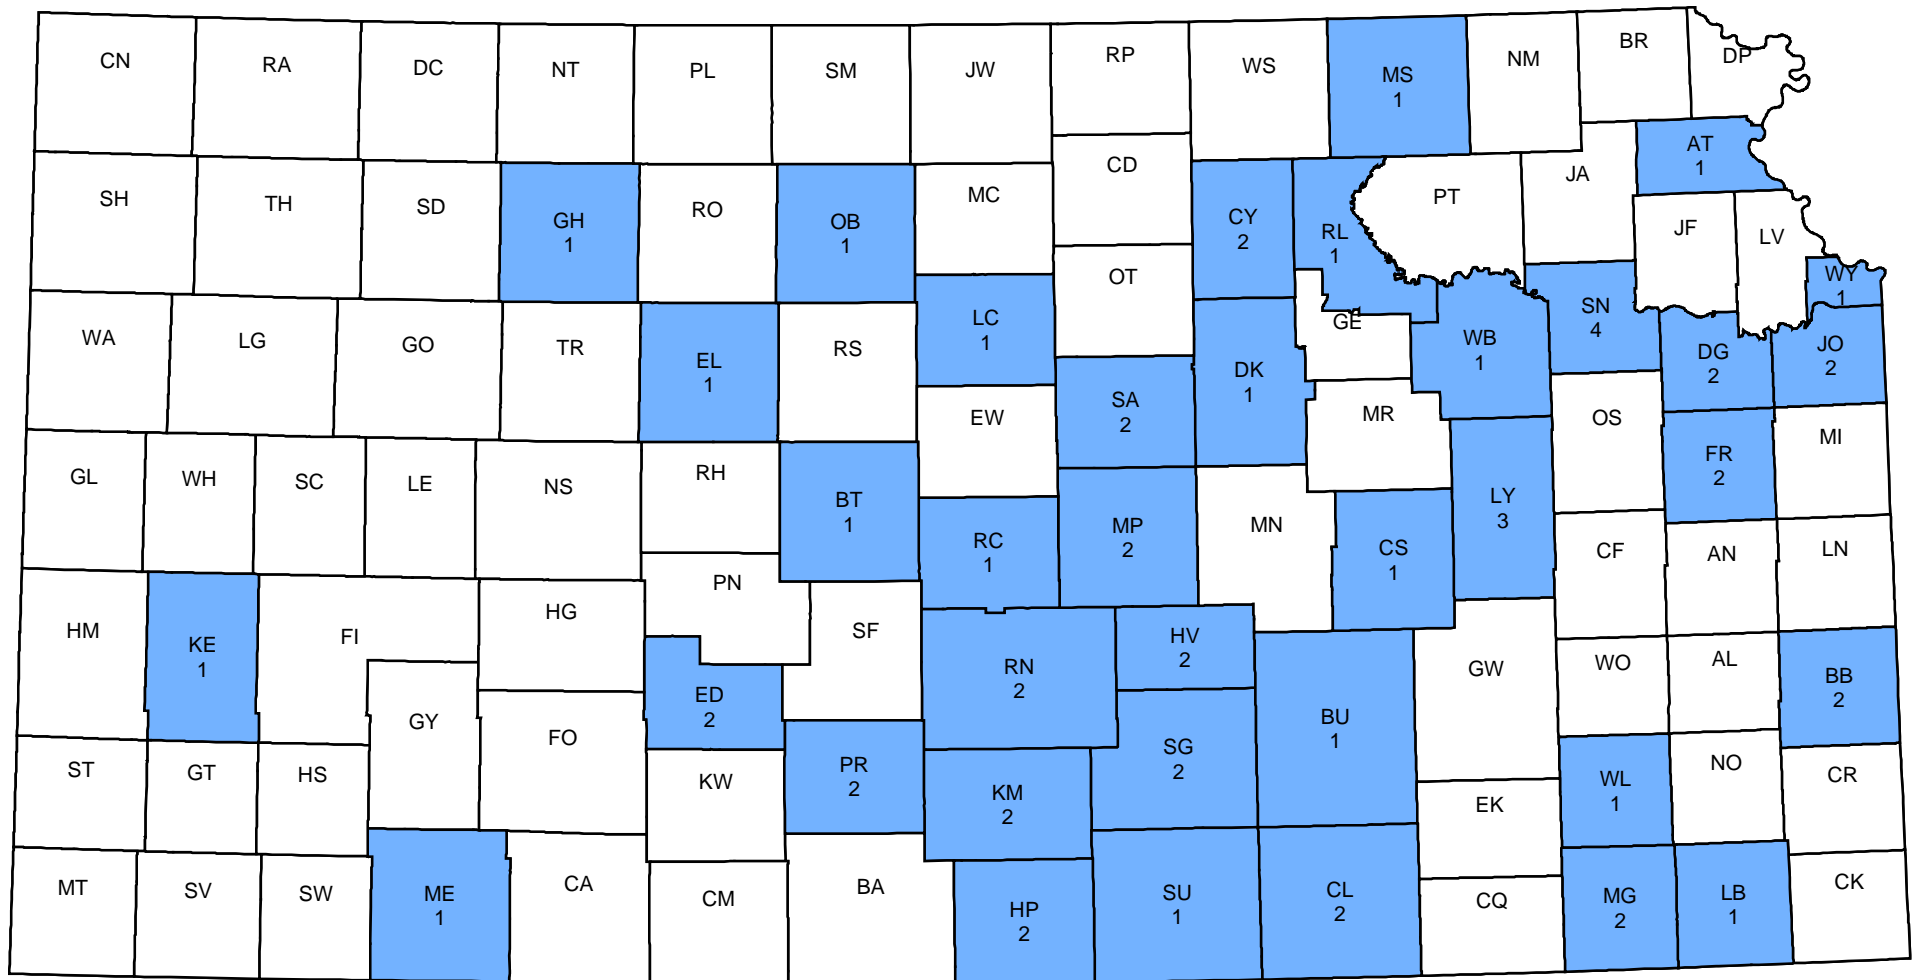 CN
RA
DC
NT
PL
SM
JW
RP
WS
MS
1
NM
BR
DP
SH
TH
SD
GH
1
RO
OB
1
MC
CD
CY
2
RL
1
PT
JA
AT
1
JF
LV
WY
1
WA
LG
GO
TR
EL
1
RS
LC
1
OT
DK
1
GE
WB
1
SN
4
DG
2
JO
2
GL
WH
SC
LE
NS
RH
BT
1
EW
SA
2
MR
OS
FR
2
MI
HM
KE
1
FI
HG
PN
SF
RC
1
MP
2
MN
CS
1
LY
3
CF
AN
LN
GY
FO
ED
2
RN
2
HV
2
BU
1
GW
WO
AL
BB
2
ST
GT
HS
KW
PR
2
KM
2
SG
2
EK
WL
1
NO
CR
MT
SV
SW
ME
1
CA
CM
BA
HP
2
SU
1
CL
2
CQ
MG
2
LB
1
CK